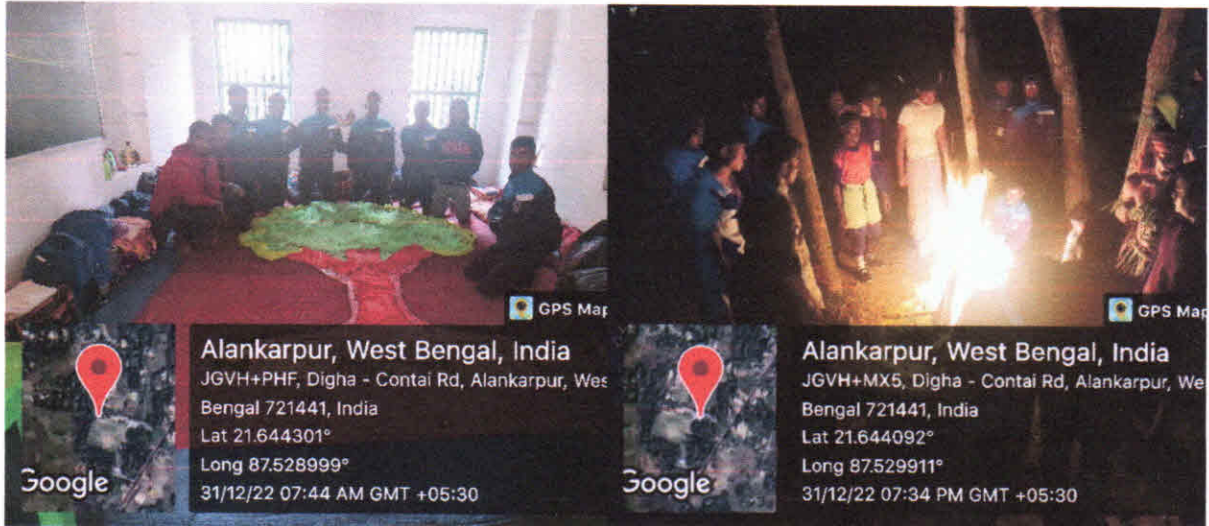 GPS Map
Alankarpur, West Bengal, India
JGVH+PHF, Digha - Contai Rd, Alankarpur, Wes
Bengal 721441, India
Lat 21.644301°
Long 87.528999°
31/12/22 07:44 AM GMT +05:30
Google
GPS Map
Alankarpur, West Bengal, India
JGVH+MX5, Digha - Contai Rd, Alankarpur, We
Bengal 721441, India
Lat 21.644092°
Long 87.529911°
31/12/22 07:34 PM GMT +05:30
Google